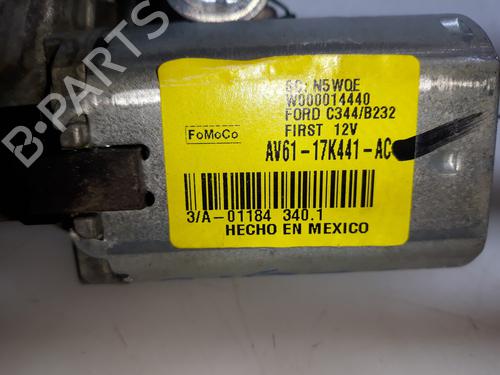 SC: N5WQE
W000014440
FORD C344/B232
FIRST 12V
FoMoCo
AV61-17K441-AC
3/A-01184 340.1
HECHO EN MEXICO
B-PARTS